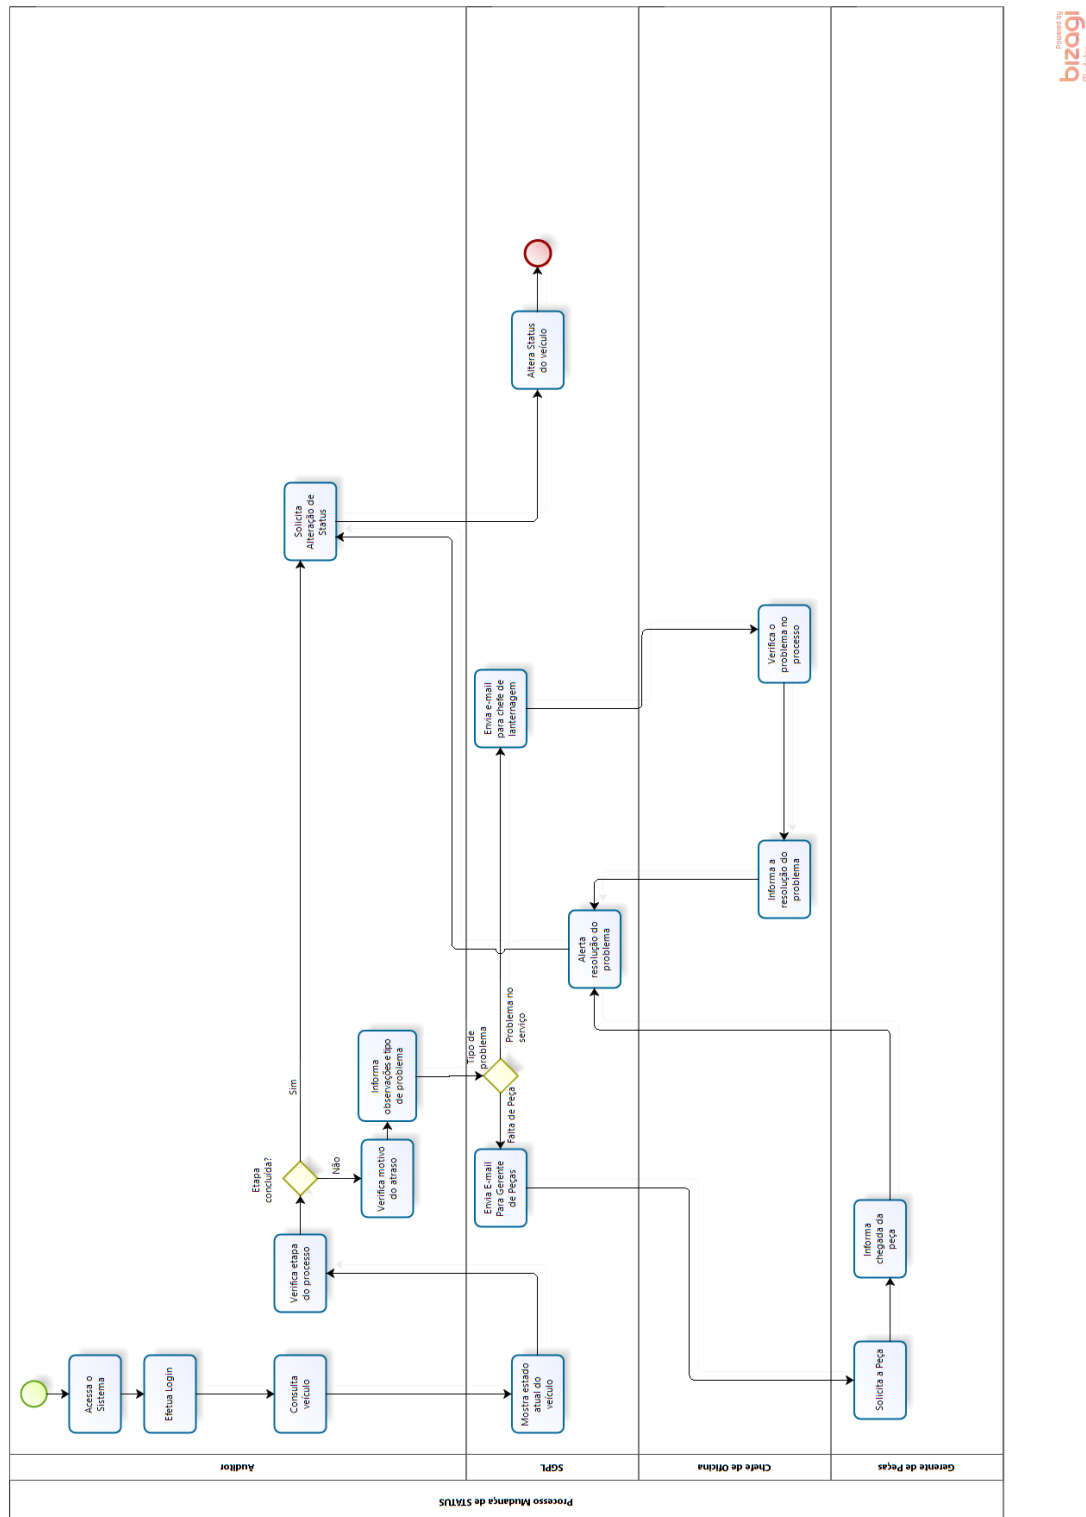 Powered by
bizagi
Processo Mudança de STATUS
Auditor
SGPL
Chefe de Oficina
Gerente de Peças
Acessa o
Sistema
Efetua Login
Consulta
veículo
Mostra estado
atual do
veículo
Verifica etapa
do processo
Etapa
concluída?
Sim
Não
Verifica motivo
do atraso
Informa
observações e tipo
de problema
Tipo de
problema
Falta de Peça
Problema no
serviço
Envia E-mail
Para Gerente
de Peças
Envia e-mail
para chefe de
lanternagem
Solicita a Peça
Informa
chegada da
peça
Verifica o
problema no
processo
Informa a
resolução do
problema
Alerta
resolução do
problema
Solicita
Alteração de
Status
Altera Status
do veículo